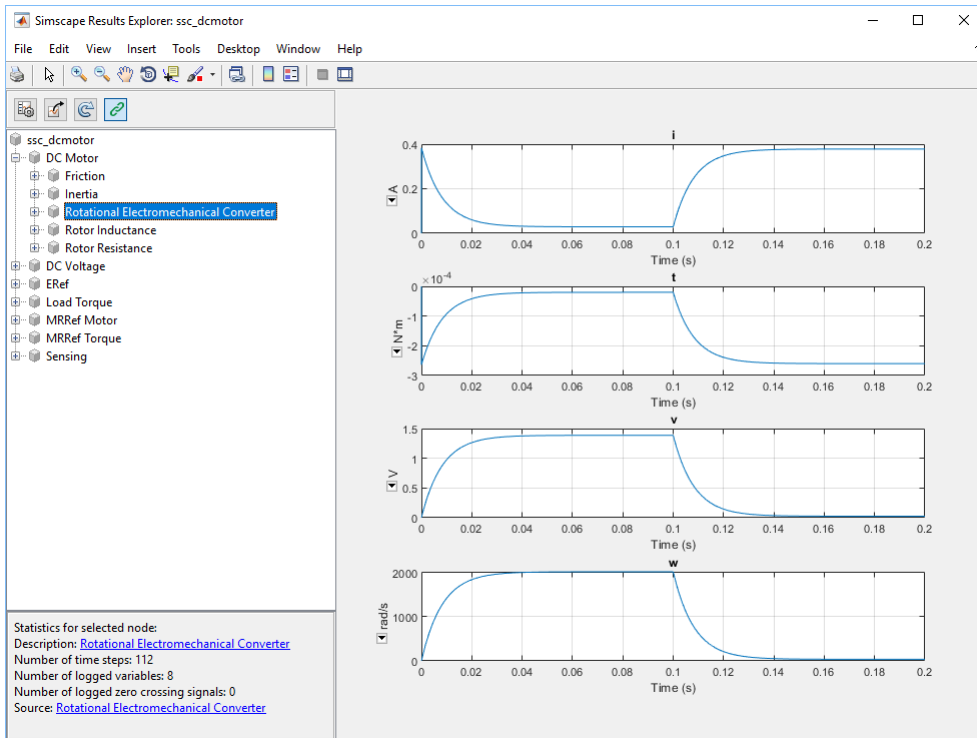 Simscape Results Explorer: ssc_dcmotor
File Edit View Insert Tools Desktop Window Help
ssc_dcmotor
DC Motor
Friction
Inertia
Rotational Electromechanical Converter
Rotor Inductance
Rotor Resistance
DC Voltage
ERef
Load Torque
MRRef Motor
MRRef Torque
Sensing
Statistics for selected node:
Description: Rotational Electromechanical Converter
Number of time steps: 112
Number of logged variables: 8
Number of logged zero crossing signals: 0
Source: Rotational Electromechanical Converter
i
0.4
0.2
0
A
0 0.02 0.04 0.06 0.08 0.1 0.12 0.14 0.16 0.18 0.2
Time (s)
×10⁻⁴
t
0
-1
-2
-3
N*m
0 0.02 0.04 0.06 0.08 0.1 0.12 0.14 0.16 0.18 0.2
Time (s)
v
1.5
1
0.5
0
V
0 0.02 0.04 0.06 0.08 0.1 0.12 0.14 0.16 0.18 0.2
Time (s)
w
2000
1000
0
rad/s
0 0.02 0.04 0.06 0.08 0.1 0.12 0.14 0.16 0.18 0.2
Time (s)